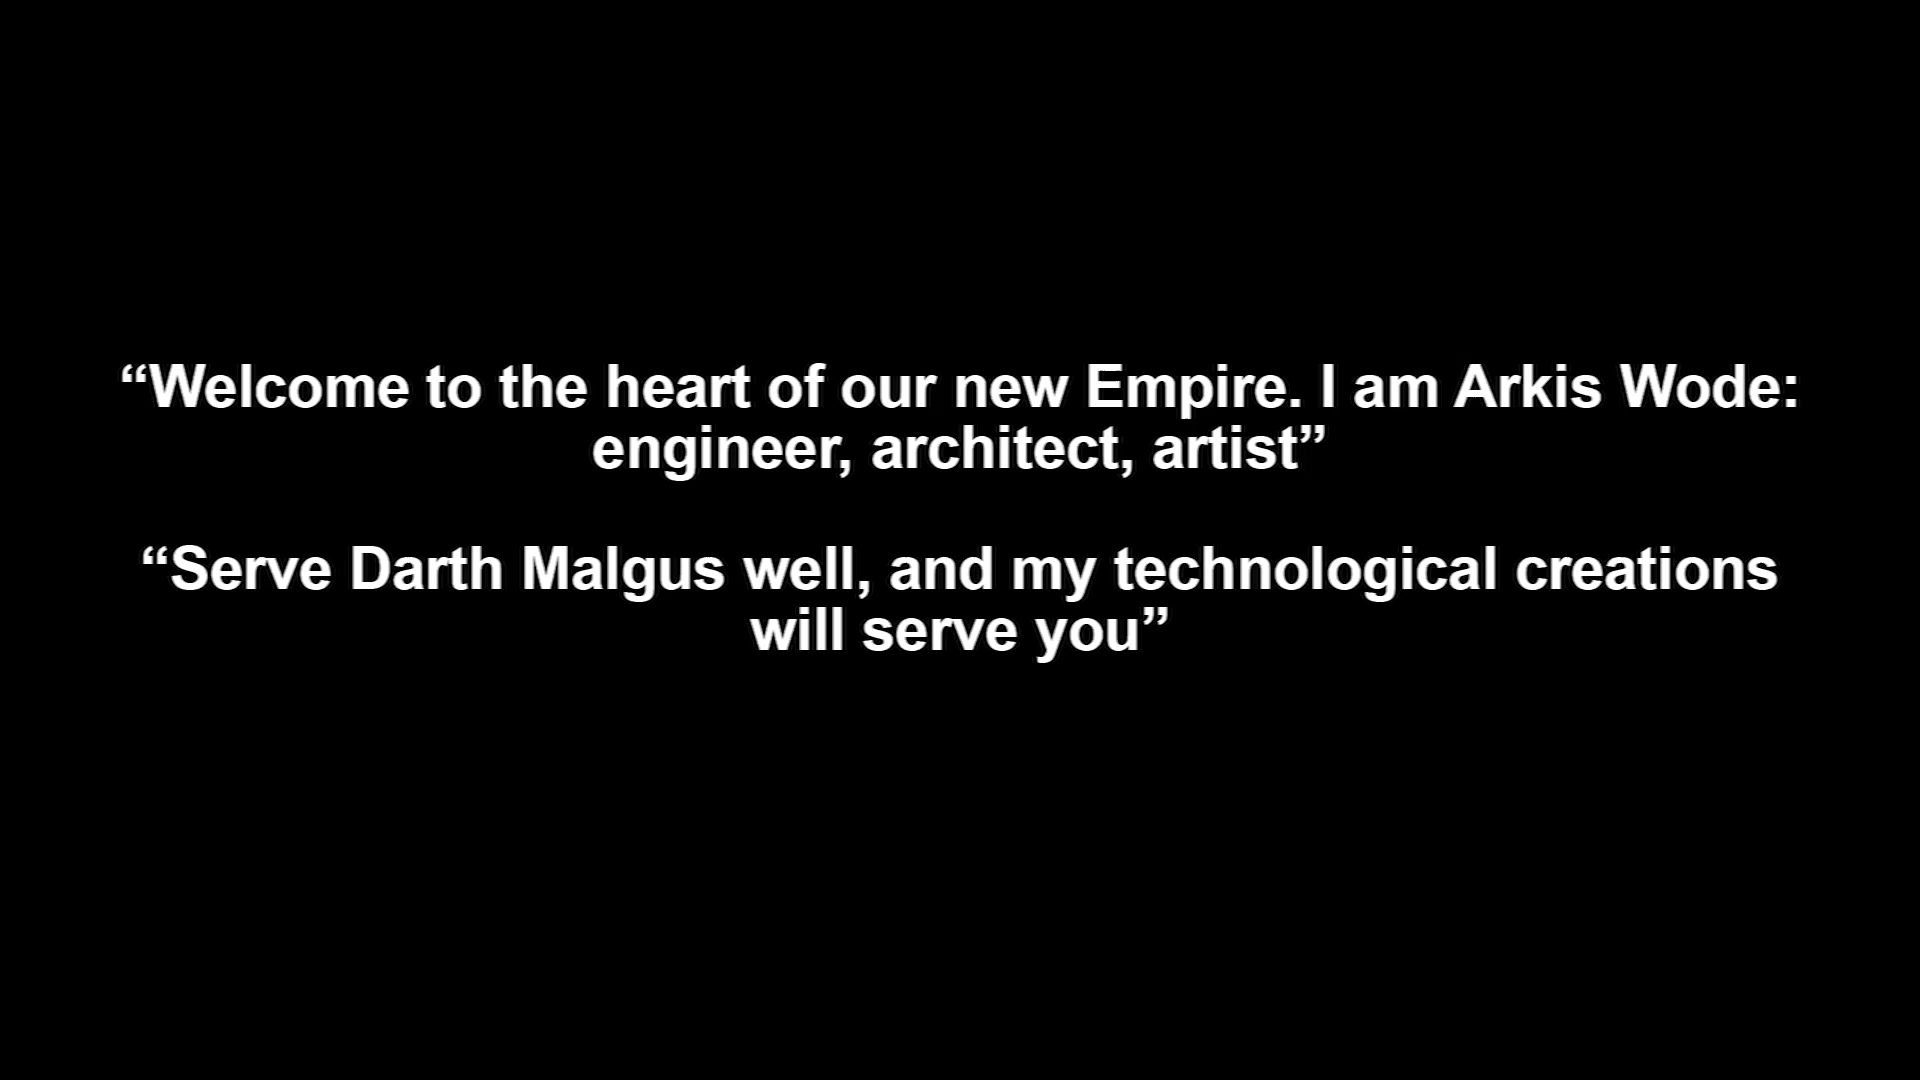 “Welcome to the heart of our new Empire. I am Arkis Wode:
engineer, architect, artist”
“Serve Darth Malgus well, and my technological creations
will serve you”